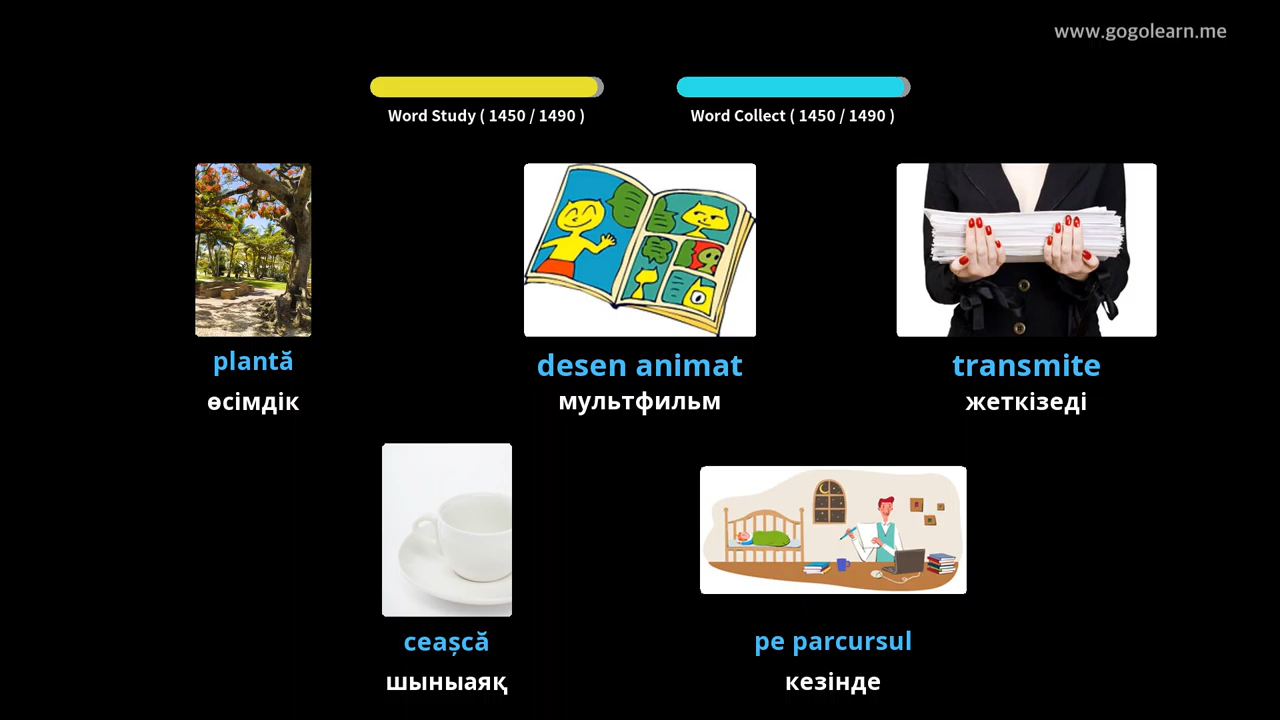 www.gogolearn.me
Word Study ( 1450 / 1490 )
Word Collect ( 1450 / 1490 )
plantă
өсімдік
desen animat
мультфильм
transmite
жеткізеді
ceașcă
шыныаяқ
pe parcursul
кезінде